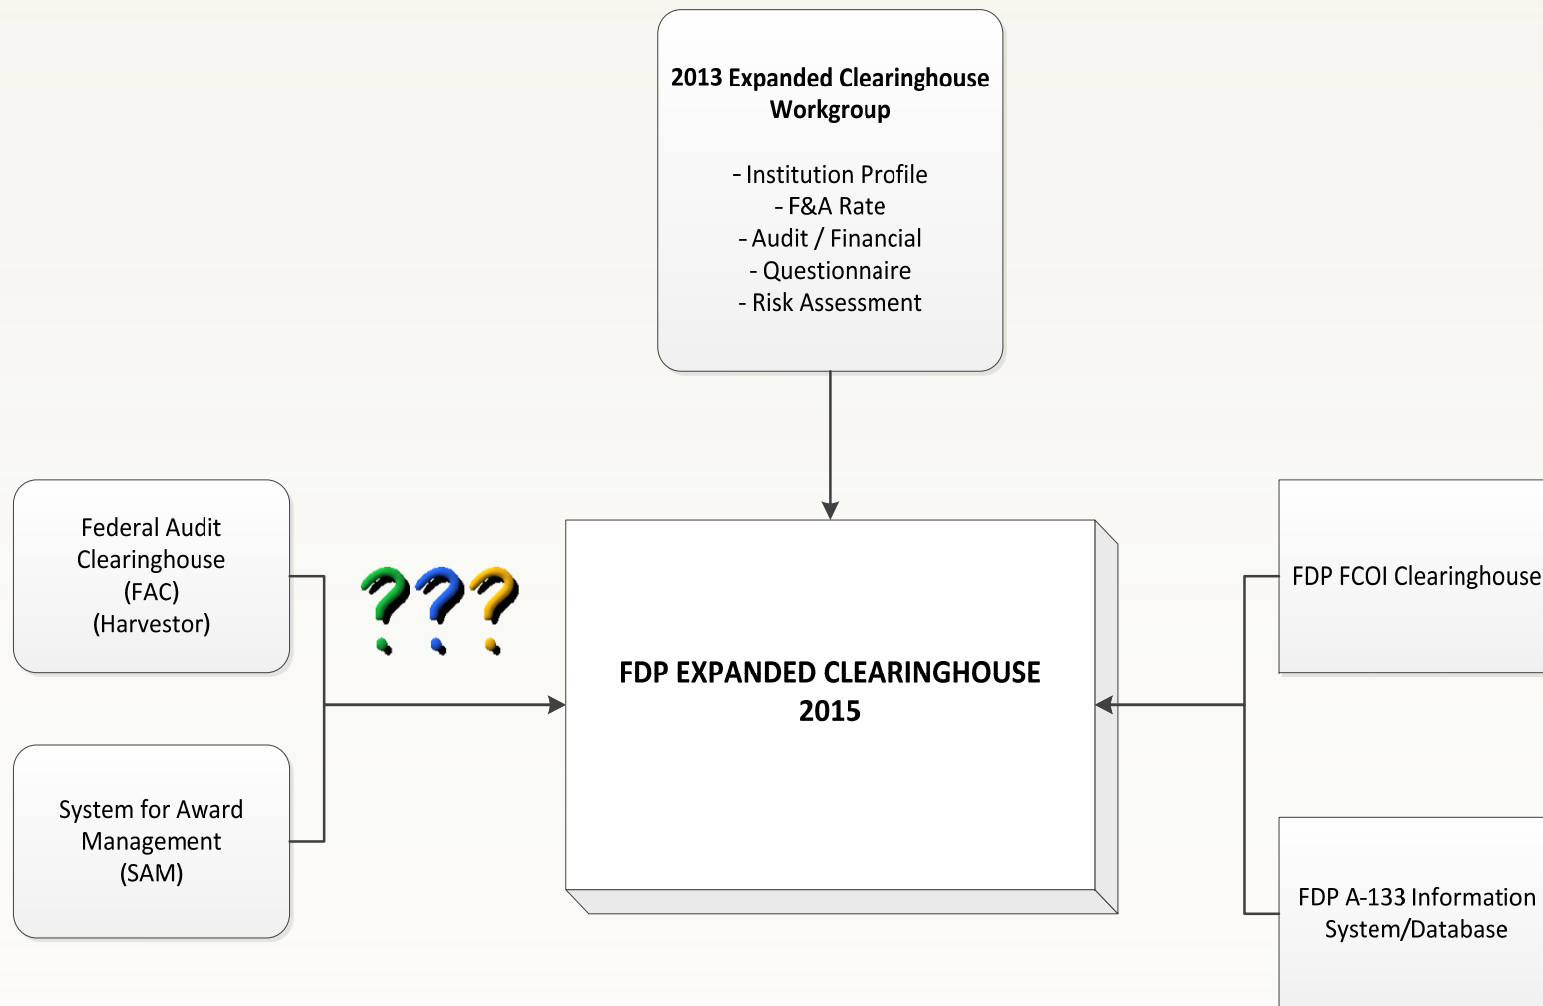 2013 Expanded Clearinghouse
Workgroup
- Institution Profile
- F&A Rate
- Audit / Financial
- Questionnaire
- Risk Assessment
Federal Audit
Clearinghouse
(FAC)
(Harvestor)
???
FDP EXPANDED CLEARINGHOUSE
2015
FDP FCOI Clearinghouse
System for Award
Management
(SAM)
FDP A-133 Information
System/Database